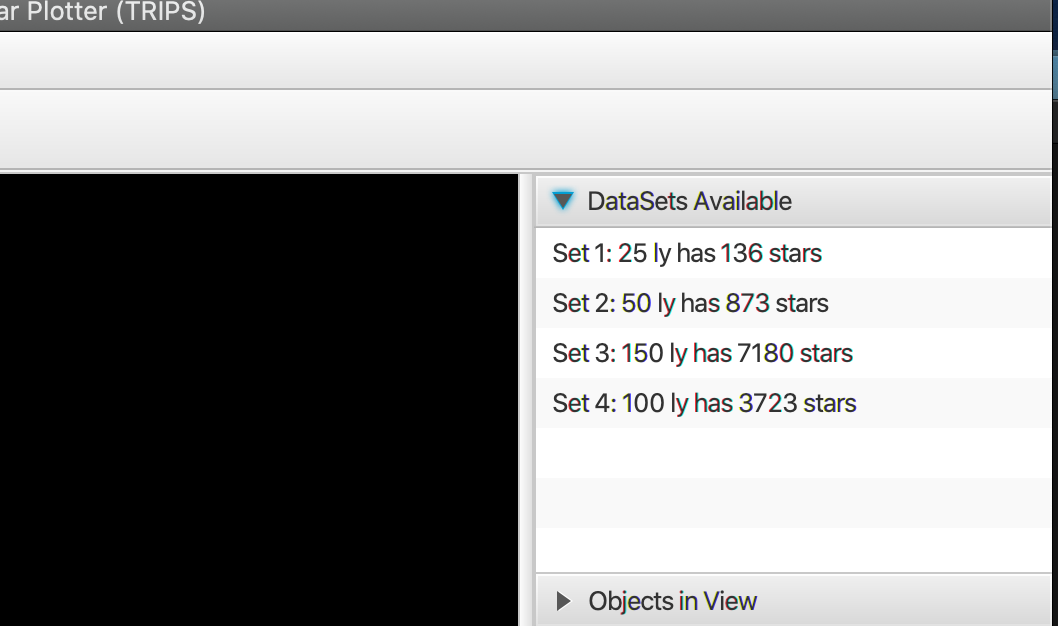 ar Plotter (TRIPS)
DataSets Available
Set 1: 25 ly has 136 stars
Set 2: 50 ly has 873 stars
Set 3: 150 ly has 7180 stars
Set 4: 100 ly has 3723 stars
Objects in View